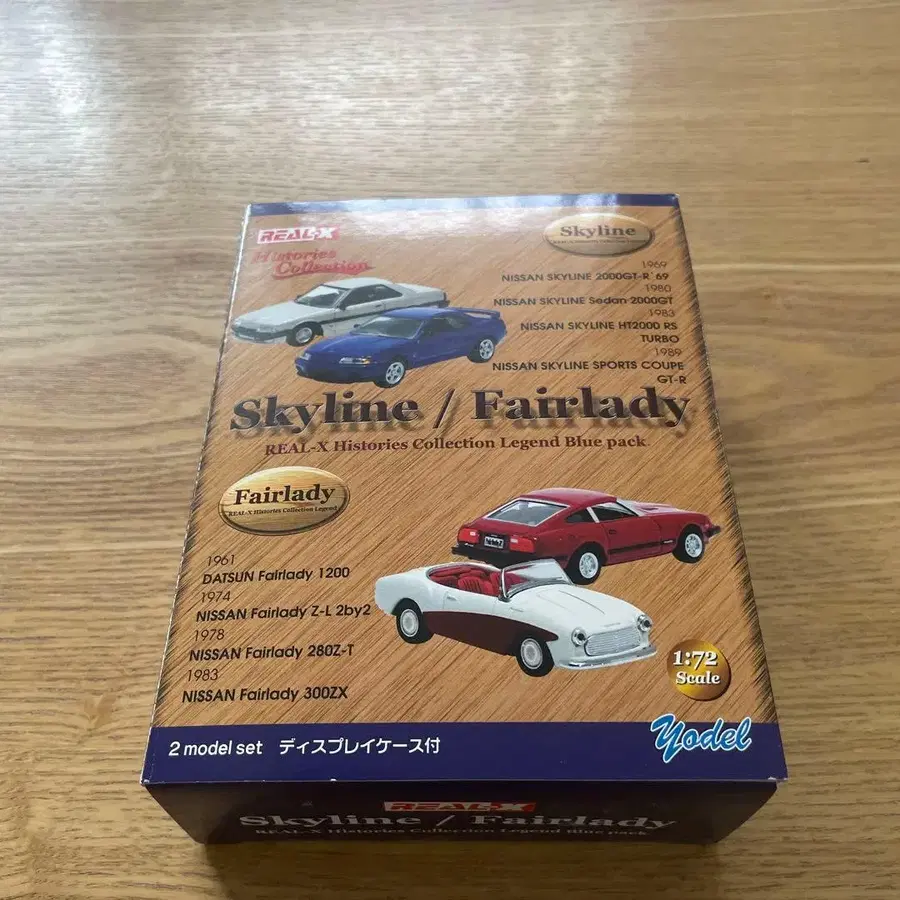 REAL-X
Histories
Collection
Skyline
1969
NISSAN SKYLINE 2000GT-R '69
1980
NISSAN SKYLINE Sedan 2000GT
1983
NISSAN SKYLINE HT2000 RS
TURBO
1989
NISSAN SKYLINE SPORTS COUPE
GT-R
Skyline / Fairlady
REAL-X Histories Collection Legend Blue pack
Fairlady
REAL-X Histories Collection Legend
1961
DATSUN Fairlady 1200
1974
NISSAN Fairlady Z-L 2by2
1978
NISSAN Fairlady 280Z-T
1983
NISSAN Fairlady 300ZX
1:72
Scale
2 model set ディスプレイケース付
Yodel
REAL-X
Skyline / Fairlady
REAL-X Histories Collection Legend Blue pack